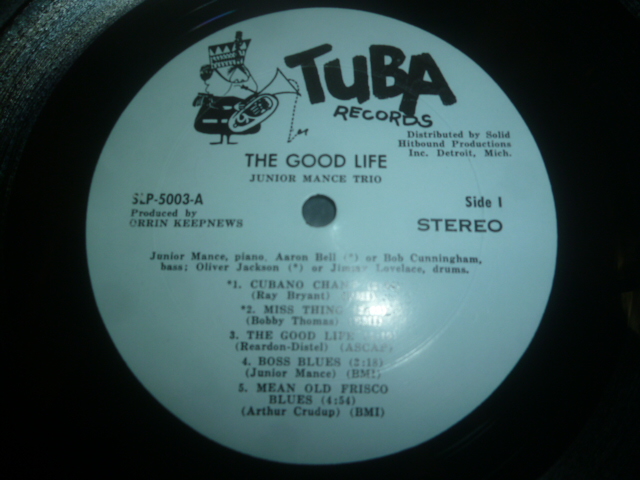 TUBA
RECORDS
Distributed by Solid
Hitbound Productions
Inc. Detroit, Mich.
THE GOOD LIFE
JUNIOR MANCE TRIO
SLP-5003-A
Side 1
Produced by
ORRIN KEEPNEWS
STEREO
Junior Mance, piano. Aaron Bell (*) or Bob Cunningham,
bass; Oliver Jackson (*) or Jimmy Lovelace, drums.
*1. CUBANO
(Ray Bryant)
*2. MISS THING
(Bobby Thomas)
3. THE GOOD LIFE
(Reardon-Distel) (ASCAP)
4. BOSS BLUES (2:18)
(Junior Mance) (BMI)
5. MEAN OLD FRISCO
BLUES (4:54)
(Arthur Crudup) (BMI)